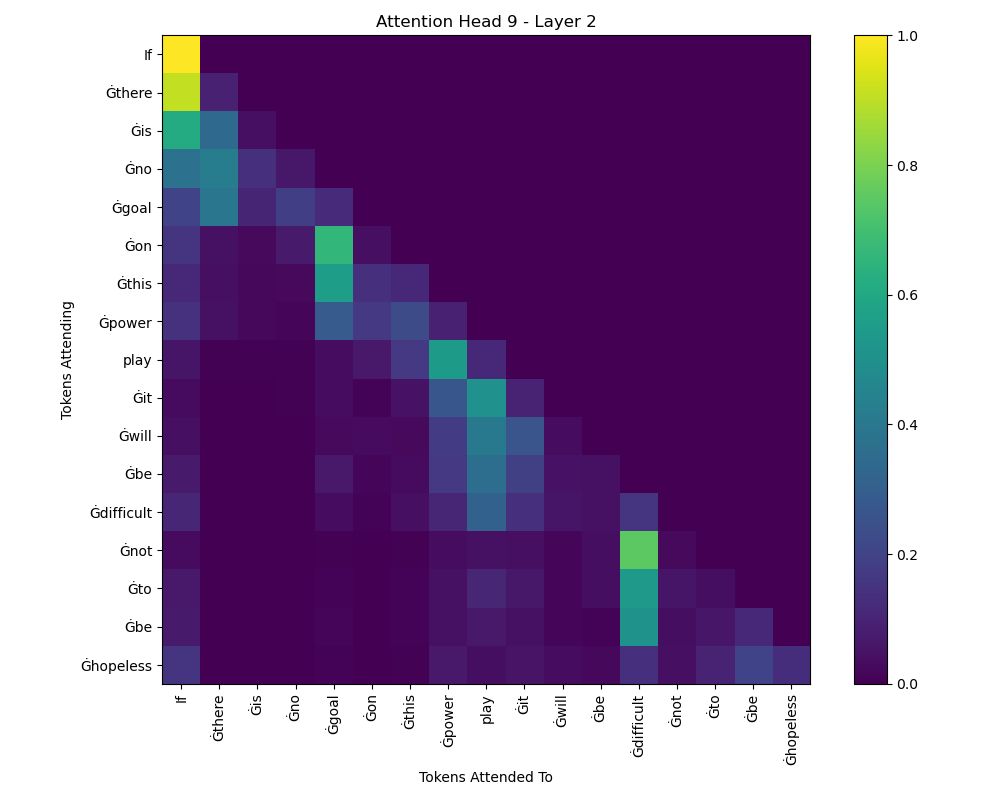 Attention Head 9 - Layer 2
If
Ġthere
Ġis
Ġno
Ġgoal
Ġon
Ġthis
Ġpower
play
Ġit
Ġwill
Ġbe
Ġdifficult
Ġnot
Ġto
Ġbe
Ġhopeless
Tokens Attending
If
Ġthere
Ġis
Ġno
Ġgoal
Ġon
Ġthis
Ġpower
play
Ġit
Ġwill
Ġbe
Ġdifficult
Ġnot
Ġto
Ġbe
Ġhopeless
Tokens Attended To
1.0
0.8
0.6
0.4
0.2
0.0